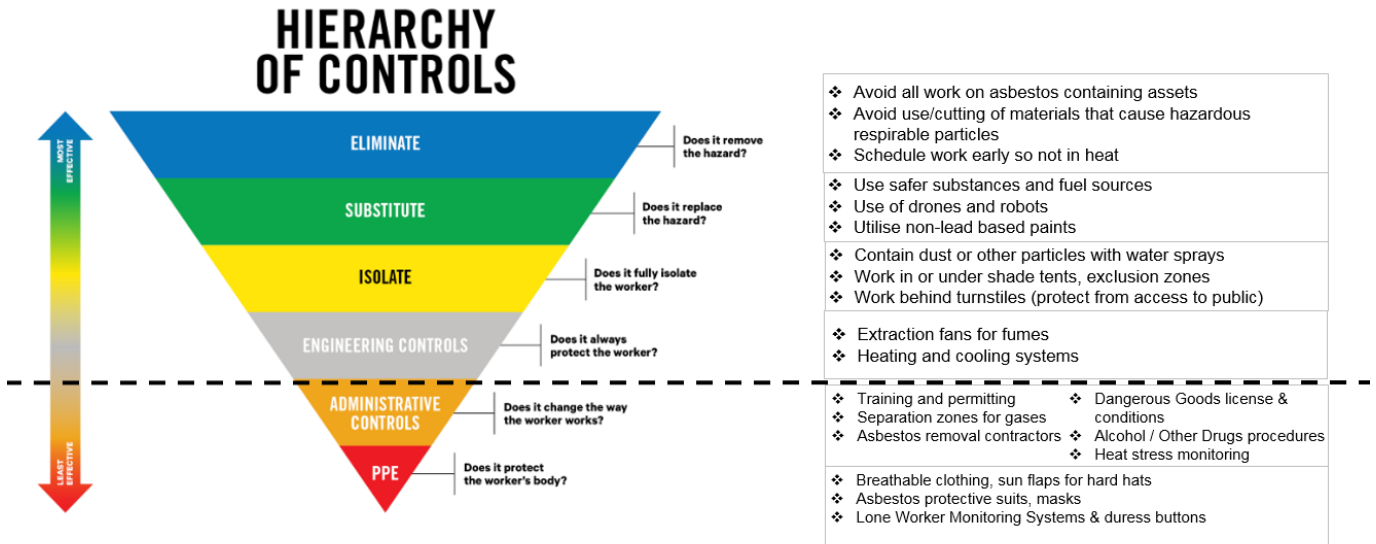 HIERARCHY
OF CONTROLS
MOST
EFFECTIVE
LEAST
EFFECTIVE
ELIMINATE
Does it remove
the hazard?
❖ Avoid all work on asbestos containing assets
❖ Avoid use/cutting of materials that cause hazardous
respirable particles
❖ Schedule work early so not in heat
SUBSTITUTE
Does it replace
the hazard?
❖ Use safer substances and fuel sources
❖ Use of drones and robots
❖ Utilise non-lead based paints
ISOLATE
Does it fully isolate
the worker?
❖ Contain dust or other particles with water sprays
❖ Work in or under shade tents, exclusion zones
❖ Work behind turnstiles (protect from access to public)
ENGINEERING CONTROLS
Does it always
protect the worker?
❖ Extraction fans for fumes
❖ Heating and cooling systems
ADMINISTRATIVE
CONTROLS
Does it change the way
the worker works?
❖ Training and permitting
❖ Separation zones for gases
❖ Asbestos removal contractors
❖ Dangerous Goods license &
conditions
❖ Alcohol / Other Drugs procedures
❖ Heat stress monitoring
PPE
Does it protect
the worker's body?
❖ Breathable clothing, sun flaps for hard hats
❖ Asbestos protective suits, masks
❖ Lone Worker Monitoring Systems & duress buttons